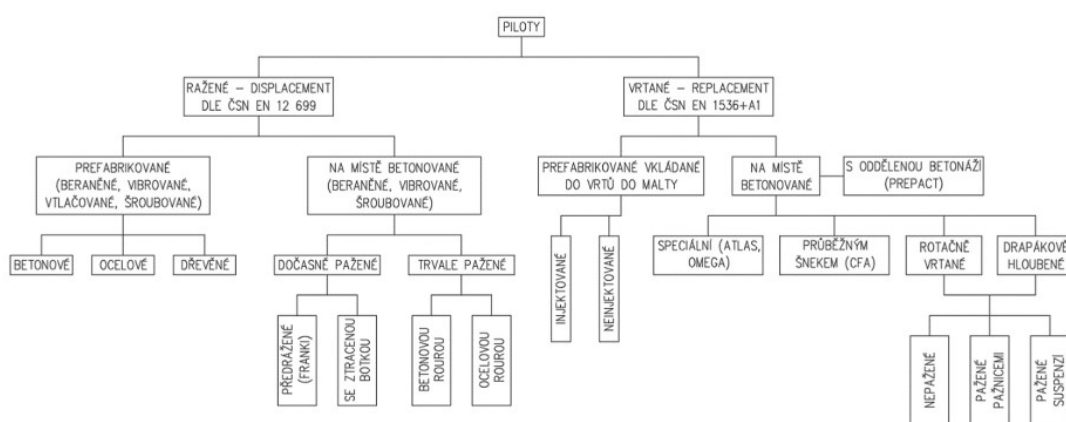 PILOTY
RAŽENÉ – DISPLACEMENT
DLE ČSN EN 12 699
VRTANÉ – REPLACEMENT
DLE ČSN EN 1536+A1
PREFABRIKOVANÉ
(BERANĚNÉ, VIBROVANÉ,
VTLAČOVANÉ, ŠROUBOVANÉ)
NA MÍSTĚ BETONOVANÉ
(BERANĚNÉ, VIBROVANÉ,
ŠROUBOVANÉ)
PREFABRIKOVANÉ VKLÁDANÉ
DO VRTŮ DO MALTY
NA MÍSTĚ
BETONOVANÉ
S ODDĚLENOU BETONÁŽÍ
(PREPACT)
BETONOVÉ
OCELOVÉ
DŘEVĚNÉ
DOČASNĚ PAŽENÉ
TRVALE PAŽENÉ
INJEKTOVANÉ
NEINJEKTOVANÉ
SPECIÁLNÍ (ATLAS,
OMEGA)
PRŮBĚŽNÝM
ŠNEKEM (CFA)
ROTAČNĚ
VRTANÉ
DRAPÁKOVĚ
HLOUBENÉ
PŘEDRÁŽENÉ
(FRANKI)
SE ZTRACENOU
BOTKOU
BETONOVOU
ROUROU
OCELOVOU
ROUROU
NEPAŽENÉ
PAŽENÉ
PAŽNICEMI
PAŽENÉ
SUSPENZÍ